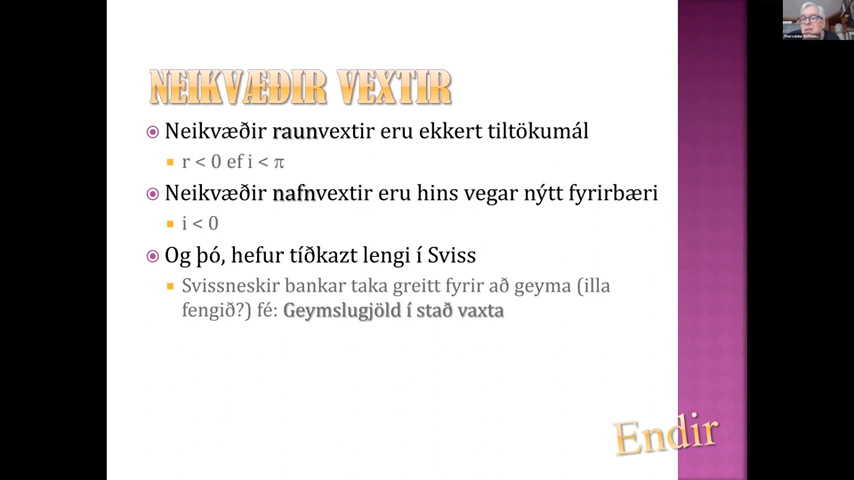 NEIKVÆÐIR VEXTIR
Neikvæðir raunvextir eru ekkert tiltökumál
r < 0 ef i < π
Neikvæðir nafnvextir eru hins vegar nýtt fyrirbæri
i < 0
Og þó, hefur tíðkazt lengi í Sviss
Svissneskir bankar taka greitt fyrir að geyma (illa
fengið?) fé: Geymslugjöld í stað vaxta
Endir